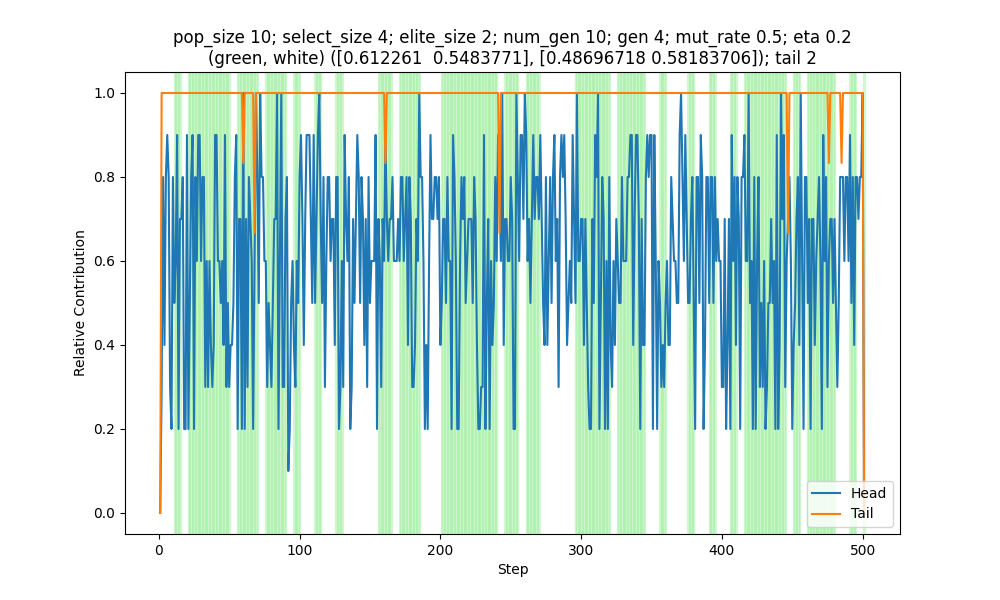 pop_size 10; select_size 4; elite_size 2; num_gen 10; gen 4; mut_rate 0.5; eta 0.2
(green, white) ([0.612261  0.5483771], [0.48696718 0.58183706]); tail 2
1.0
0.8
0.6
0.4
0.2
0.0
Relative Contribution
Head
Tail
0
100
200
300
400
500
Step